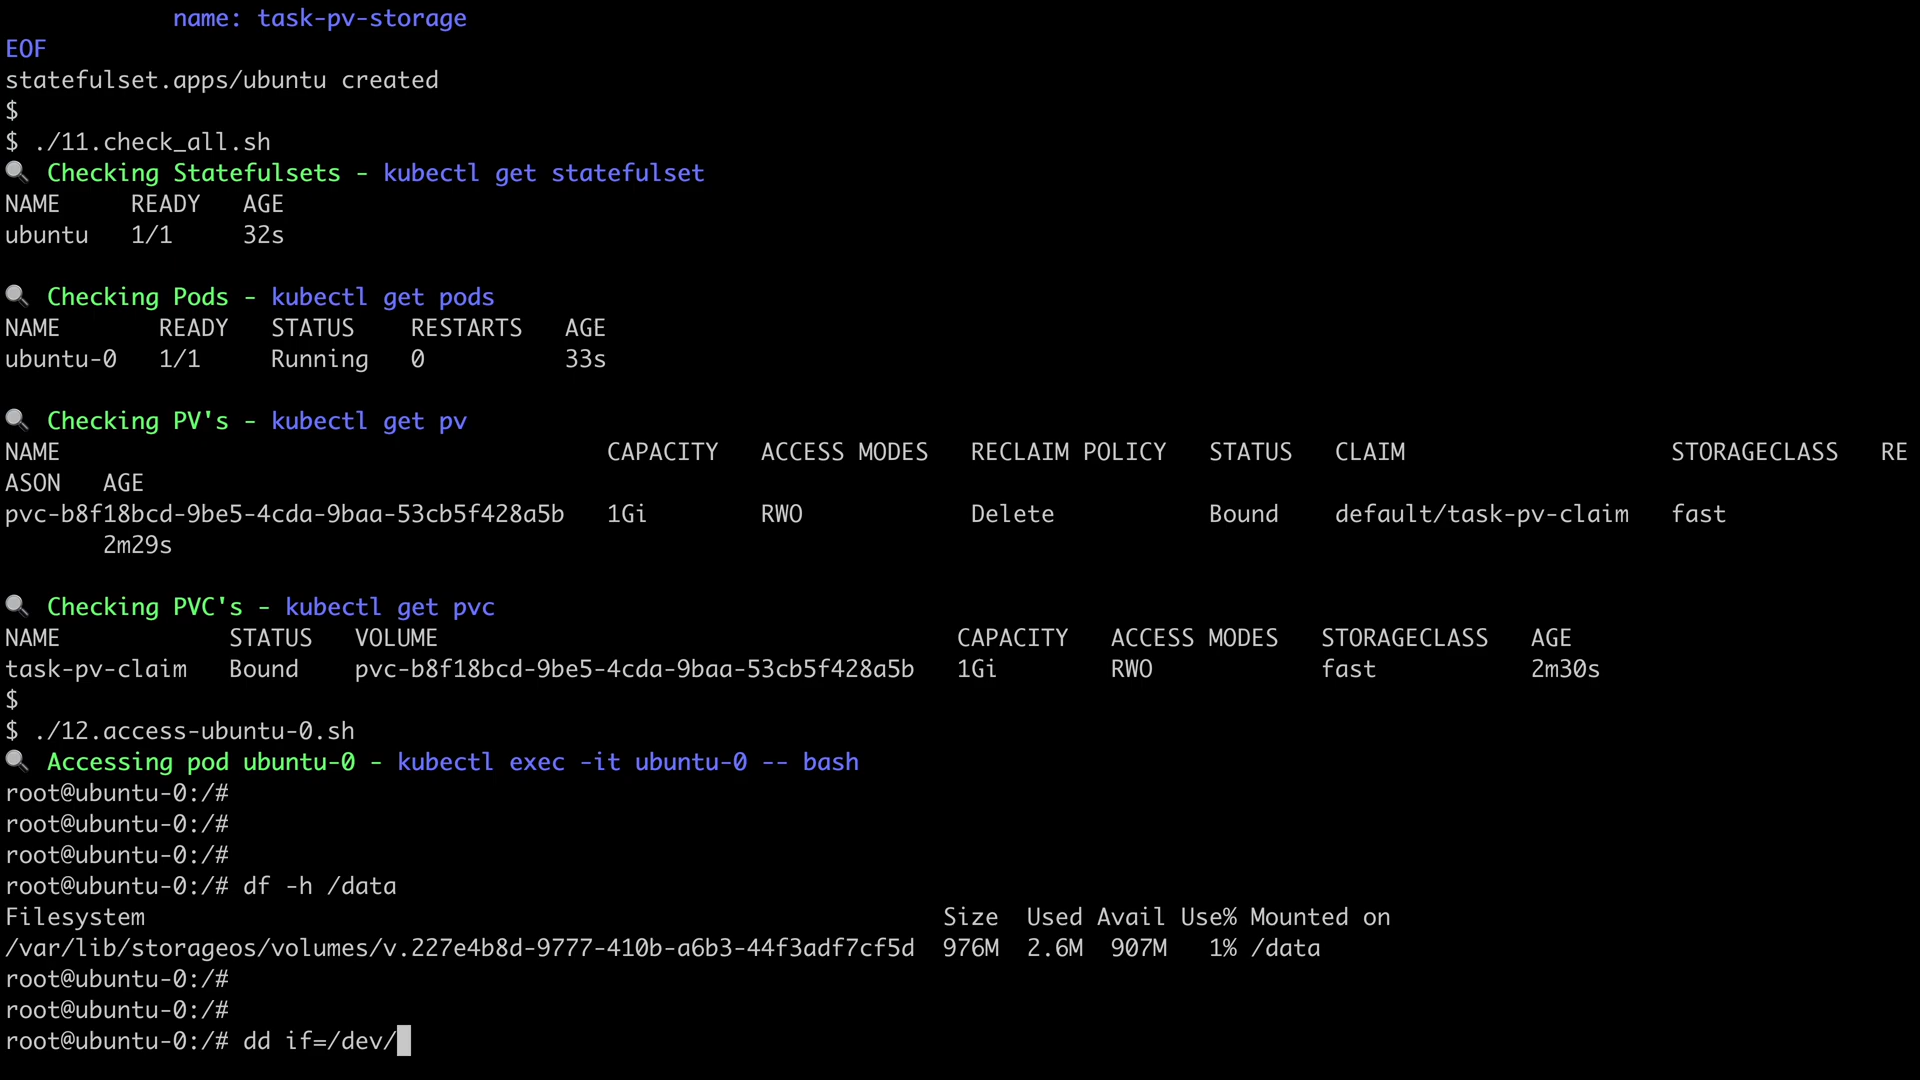 name: task-pv-storage
EOF
statefulset.apps/ubuntu created
$
$ ./11.check_all.sh
🔍 Checking Statefulsets - kubectl get statefulset
NAME     READY   AGE
ubuntu   1/1     32s
🔍 Checking Pods - kubectl get pods
NAME       READY   STATUS    RESTARTS   AGE
ubuntu-0   1/1     Running   0          33s
🔍 Checking PV's - kubectl get pv
NAME                                       CAPACITY   ACCESS MODES   RECLAIM POLICY   STATUS   CLAIM                   STORAGECLASS   RE
ASON   AGE
pvc-b8f18bcd-9be5-4cda-9baa-53cb5f428a5b   1Gi        RWO            Delete           Bound    default/task-pv-claim   fast
       2m29s
🔍 Checking PVC's - kubectl get pvc
NAME            STATUS   VOLUME                                     CAPACITY   ACCESS MODES   STORAGECLASS   AGE
task-pv-claim   Bound    pvc-b8f18bcd-9be5-4cda-9baa-53cb5f428a5b   1Gi        RWO            fast           2m30s
$
$ ./12.access-ubuntu-0.sh
🔍 Accessing pod ubuntu-0 - kubectl exec -it ubuntu-0 -- bash
root@ubuntu-0:/#
root@ubuntu-0:/#
root@ubuntu-0:/#
root@ubuntu-0:/# df -h /data
Filesystem                                                         Size  Used Avail Use% Mounted on
/var/lib/storageos/volumes/v.227e4b8d-9777-410b-a6b3-44f3adf7cf5d  976M  2.6M  907M   1% /data
root@ubuntu-0:/#
root@ubuntu-0:/#
root@ubuntu-0:/# dd if=/dev/